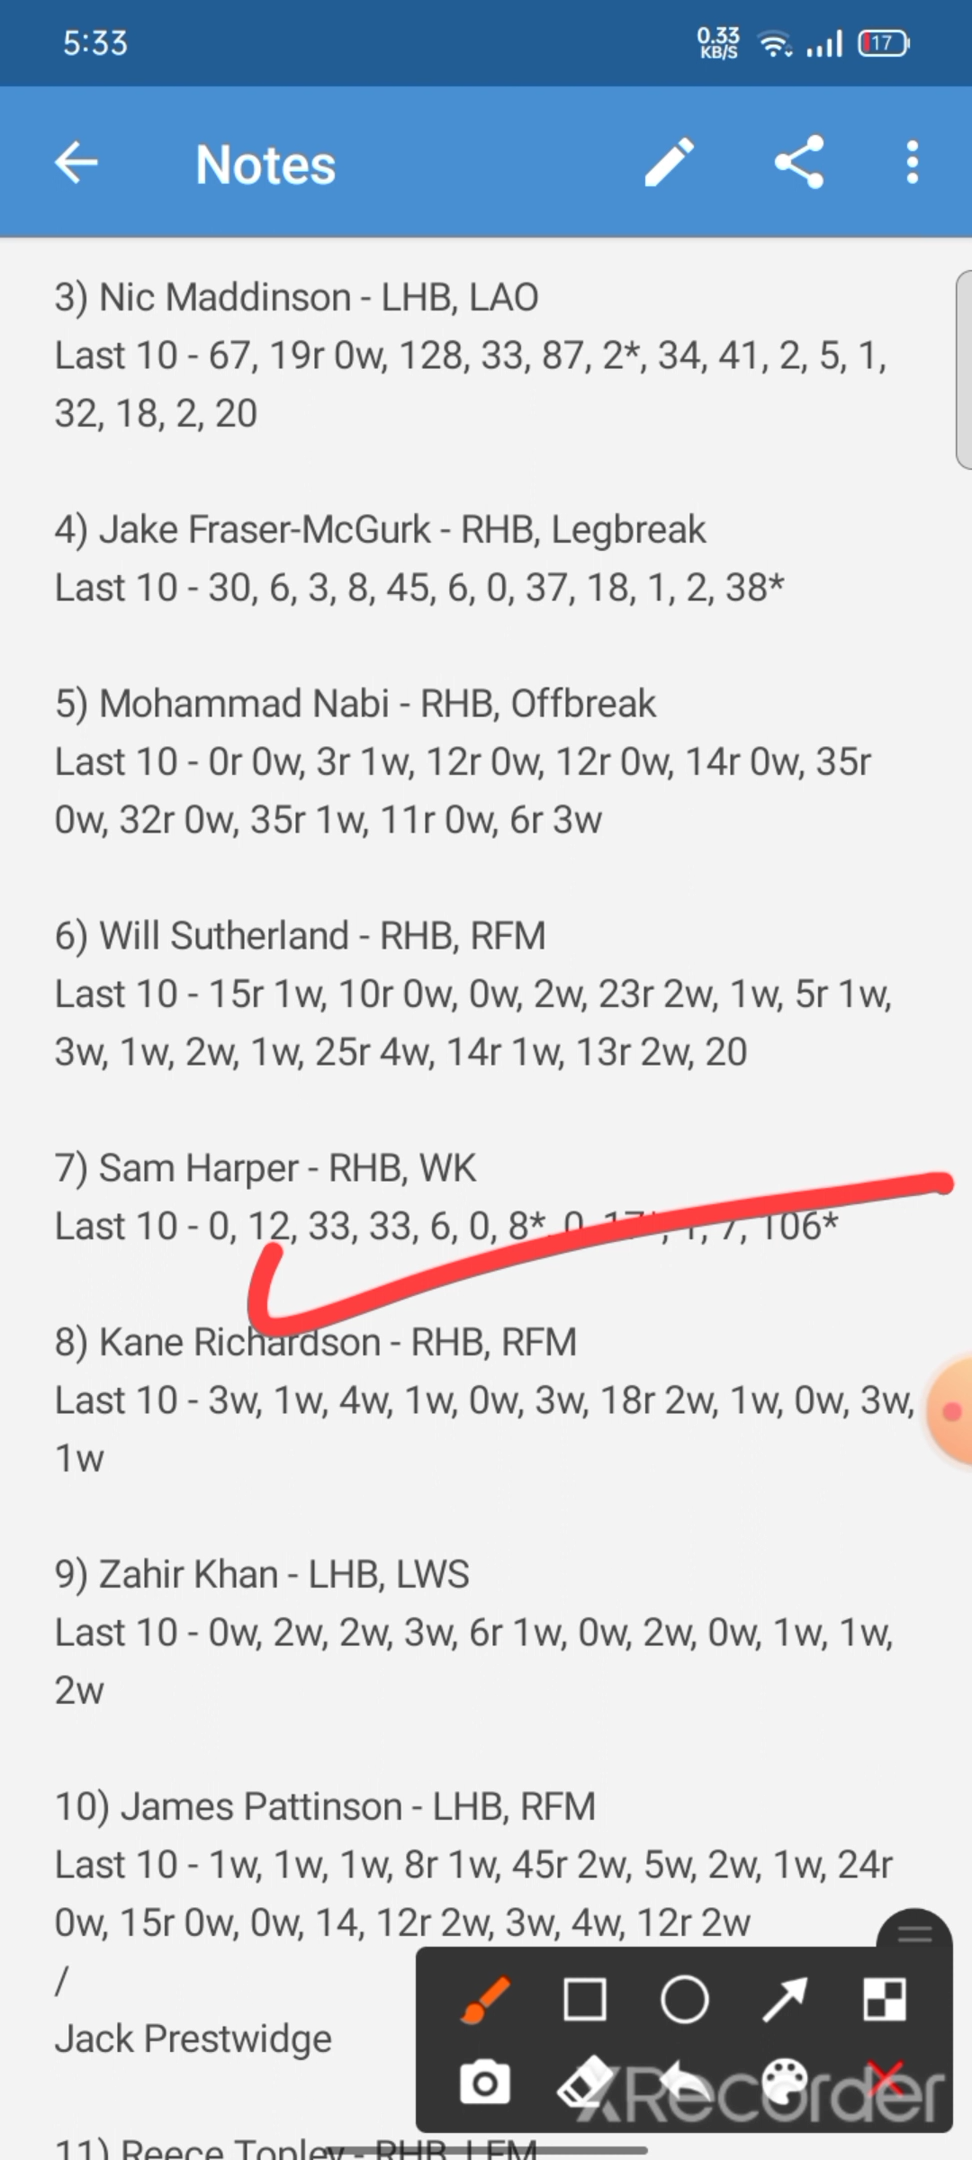 5:33
0.33
KB/S
17
Notes
3) Nic Maddinson - LHB, LAO
Last 10 - 67, 19r 0w, 128, 33, 87, 2*, 34, 41, 2, 5, 1,
32, 18, 2, 20
4) Jake Fraser-McGurk - RHB, Legbreak
Last 10 - 30, 6, 3, 8, 45, 6, 0, 37, 18, 1, 2, 38*
5) Mohammad Nabi - RHB, Offbreak
Last 10 - 0r 0w, 3r 1w, 12r 0w, 12r 0w, 14r 0w, 35r
0w, 32r 0w, 35r 1w, 11r 0w, 6r 3w
6) Will Sutherland - RHB, RFM
Last 10 - 15r 1w, 10r 0w, 0w, 2w, 23r 2w, 1w, 5r 1w,
3w, 1w, 2w, 1w, 25r 4w, 14r 1w, 13r 2w, 20
7) Sam Harper - RHB, WK
Last 10 - 0, 12, 33, 33, 6, 0, 8*, 0, 1, 7, 106*
8) Kane Richardson - RHB, RFM
Last 10 - 3w, 1w, 4w, 1w, 0w, 3w, 18r 2w, 1w, 0w, 3w,
1w
9) Zahir Khan - LHB, LWS
Last 10 - 0w, 2w, 2w, 3w, 6r 1w, 0w, 2w, 0w, 1w, 1w,
2w
10) James Pattinson - LHB, RFM
Last 10 - 1w, 1w, 1w, 8r 1w, 45r 2w, 5w, 2w, 1w, 24r
0w, 15r 0w, 0w, 14, 12r 2w, 3w, 4w, 12r 2w
/
Jack Prestwidge
XRecorder
11) Reece Topley - RHB, LFM